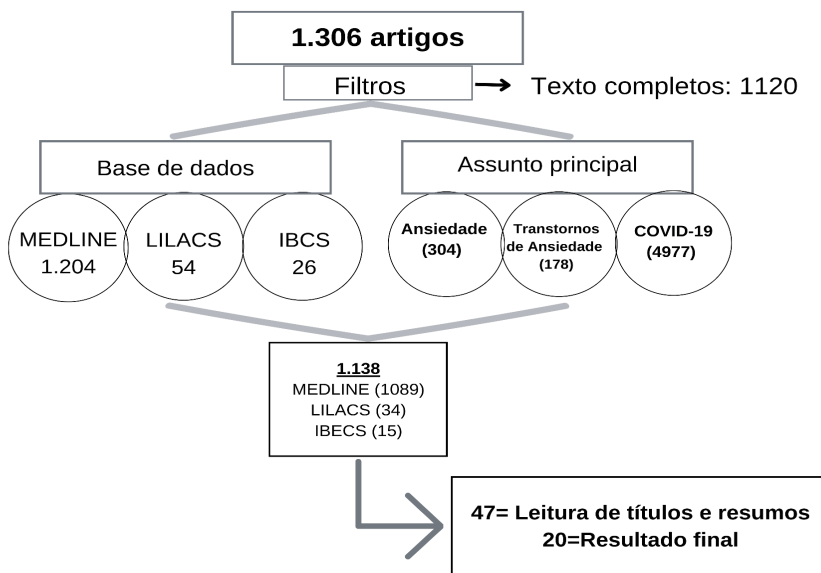 1.306 artigos
Filtros
Texto completos: 1120
Base de dados
Assunto principal
MEDLINE
1.204
LILACS
54
IBCS
26
Ansiedade
(304)
Transtornos
de Ansiedade
(178)
COVID-19
(4977)
1.138
MEDLINE (1089)
LILACS (34)
IBECS (15)
47= Leitura de títulos e resumos
20=Resultado final